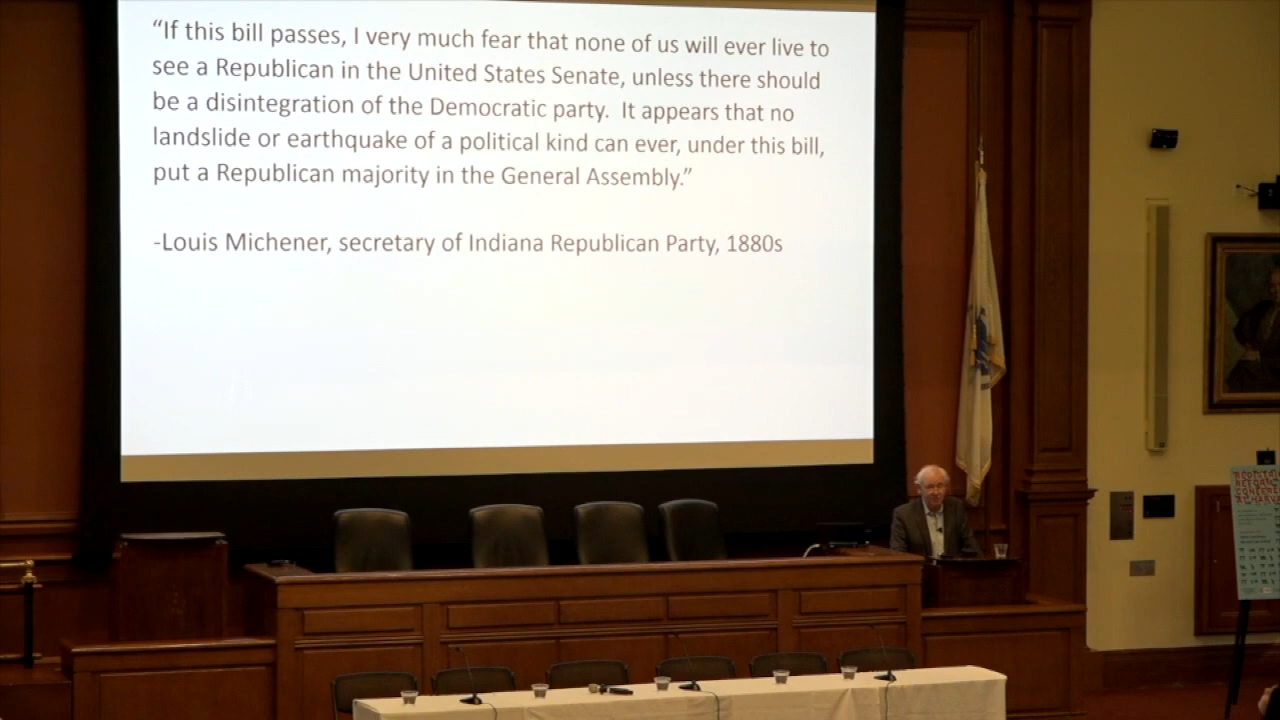 “If this bill passes, I very much fear that none of us will ever live to
see a Republican in the United States Senate, unless there should
be a disintegration of the Democratic party.  It appears that no
landslide or earthquake of a political kind can ever, under this bill,
put a Republican majority in the General Assembly.”
-Louis Michener, secretary of Indiana Republican Party, 1880s